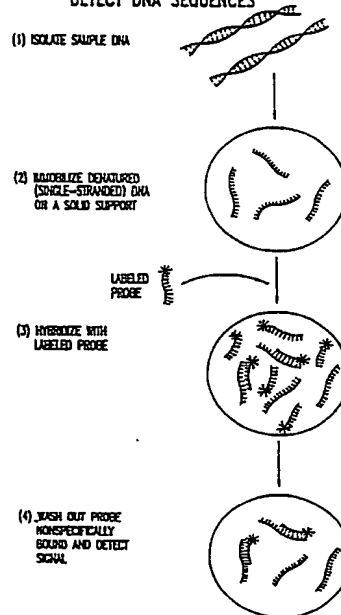 DETECT DNA SEQUENCES
(1) ISOLATE SAMPLE DNA
(2) IMMOBILIZE DENATURED
(SINGLE-STRANDED) DNA
ON A SOLID SUPPORT
LABELED
PROBE
(3) HYBRIDIZE WITH
LABELED PROBE
(4) WASH OUT PROBE
NONSPECIFICALLY
BOUND AND DETECT
SIGNAL